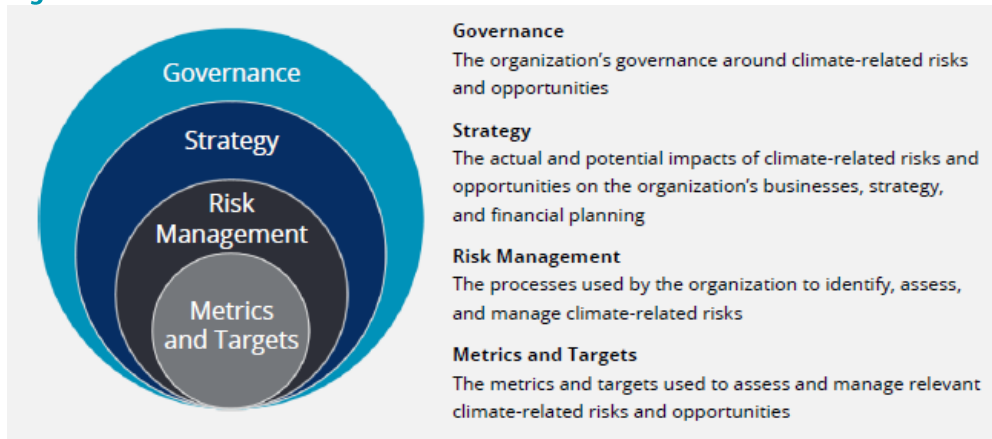 Governance
Strategy
Risk
Management
Metrics
and Targets
Governance
The organization’s governance around climate-related risks
and opportunities
Strategy
The actual and potential impacts of climate-related risks and
opportunities on the organization’s businesses, strategy,
and financial planning
Risk Management
The processes used by the organization to identify, assess,
and manage climate-related risks
Metrics and Targets
The metrics and targets used to assess and manage relevant
climate-related risks and opportunities